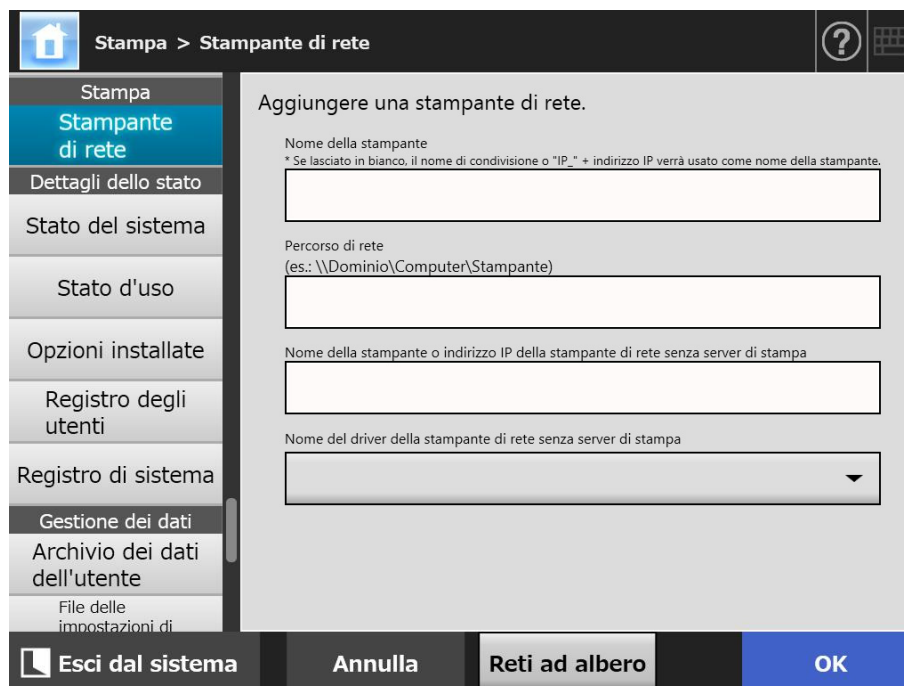 Stampa > Stampante di rete
?
Stampa
Stampante
di rete
Dettagli dello stato
Stato del sistema
Stato d'uso
Opzioni installate
Registro degli
utenti
Registro di sistema
Gestione dei dati
Archivio dei dati
dell'utente
File delle
impostazioni di
Aggiungere una stampante di rete.
Nome della stampante
* Se lasciato in bianco, il nome di condivisione o "IP_" + indirizzo IP verrà usato come nome della stampante.
Percorso di rete
(es.: \\Dominio\Computer\Stampante)
Nome della stampante o indirizzo IP della stampante di rete senza server di stampa
Nome del driver della stampante di rete senza server di stampa
Esci dal sistema
Annulla
Reti ad albero
OK